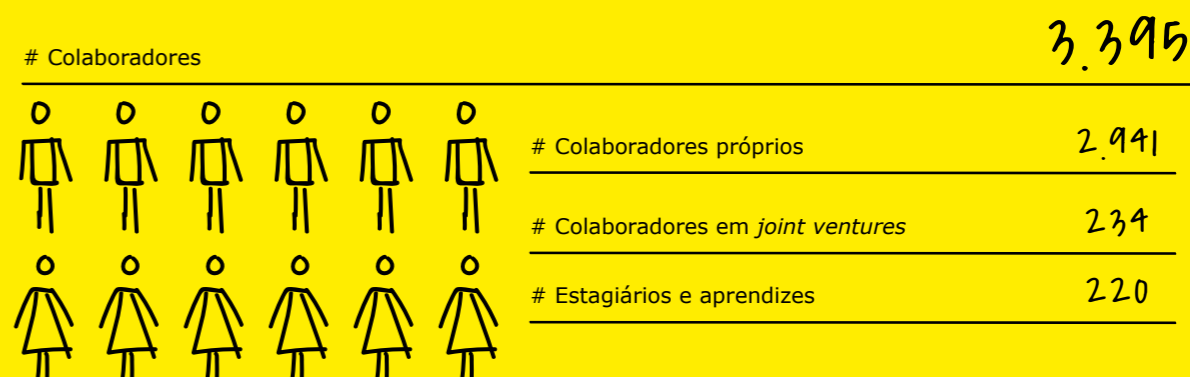 # Colaboradores 3.395
# Colaboradores próprios 2.941
# Colaboradores em joint ventures 234
# Estagiários e aprendizes 220